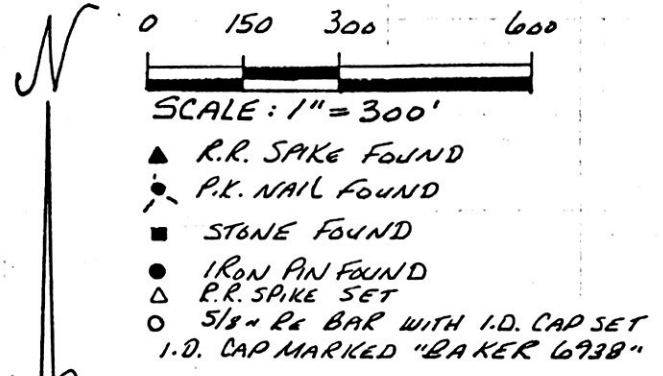 N
0 150 300 600
SCALE: 1" = 300'
R.R. SPIKE FOUND
P.K. NAIL FOUND
STONE FOUND
IRON PIN FOUND
R.R. SPIKE SET
5/8" RE BAR WITH I.D. CAP SET
I.D. CAP MARKED "BAKER 6938"